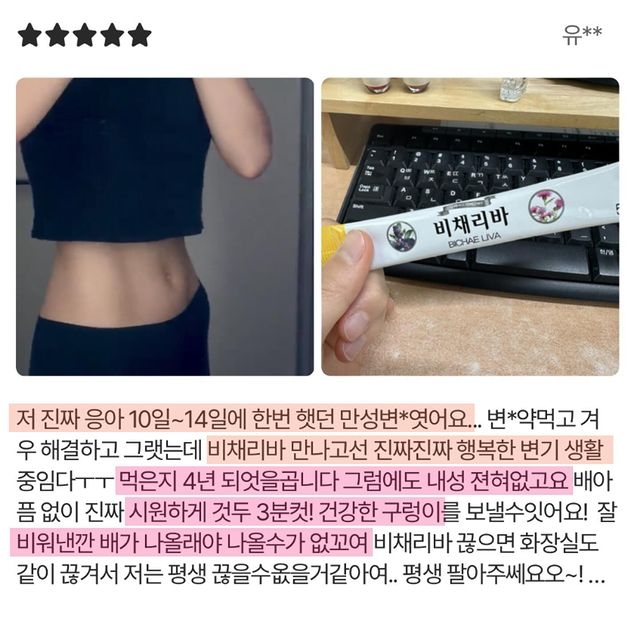 ★★★★★ 유**
비채리바
BICHAE LIVA
저 진짜 응아 10일~14일에 한번 햇던 만성변*엿어요... 변*약먹고 겨
우 해결하고 그랫는데 비채리바 만나고선 진짜진짜 행복한 변기 생활
중임다ㅜㅜ 먹은지 4년 되엇을곱니다 그럼에도 내성 젼혀없고요 배아
픔 없이 진짜 시원하게 것두 3분컷! 건강한 구렁이를 보낼수잇어요! 잘
비워낸깐 배가 나올래야 나올수가 없꼬여 비채리바 끊으면 화장실도
같이 끊겨서 저는 평생 끊을수옶을거같아여.. 평생 팔아주쎄요오~! ...